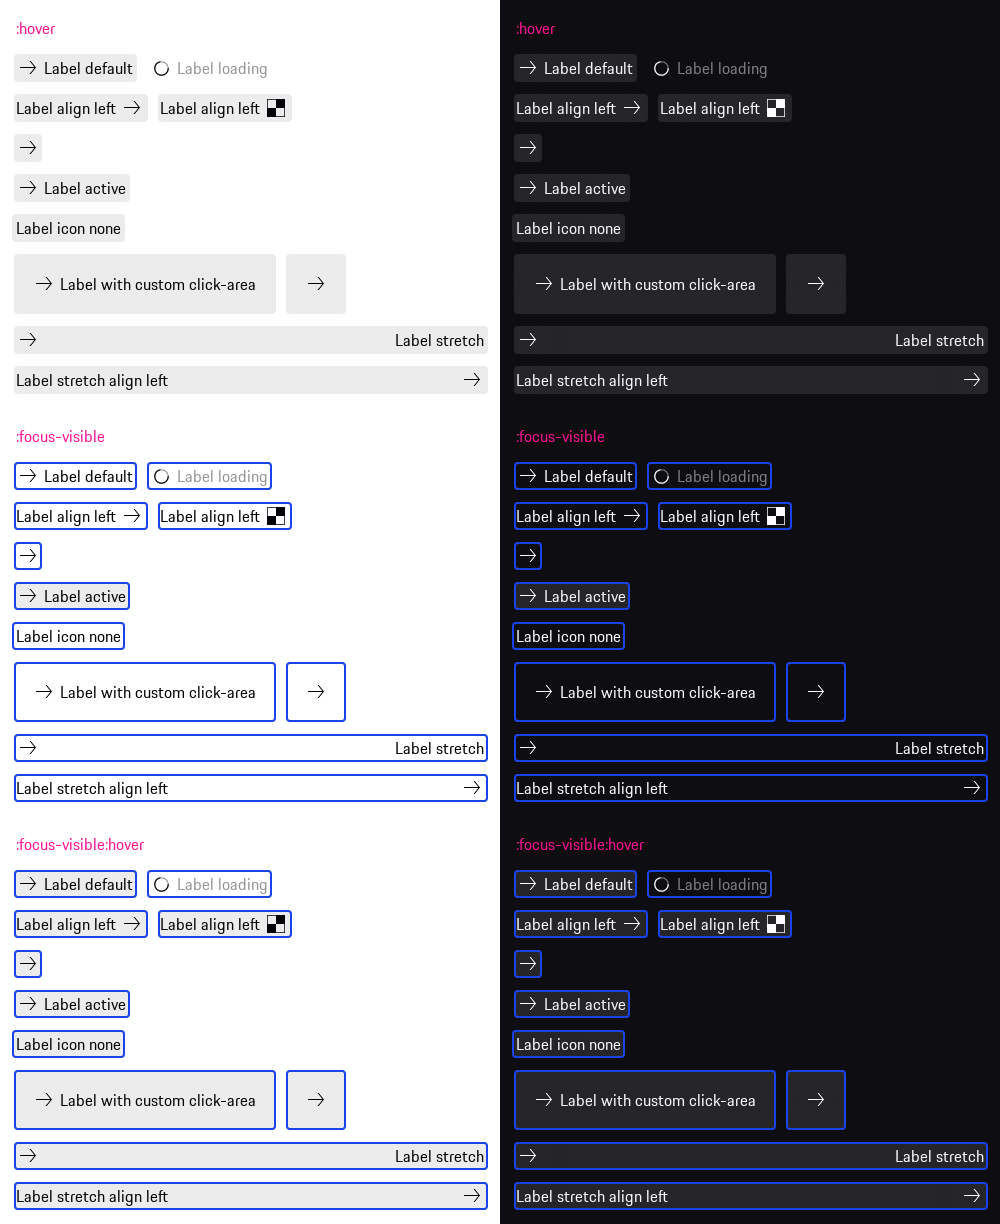 :hover
Label default Label loading
Label align left Label align left
Label active
Label icon none
Label with custom click-area
Label stretch
Label stretch align left
:focus-visible
Label default Label loading
Label align left Label align left
Label active
Label icon none
Label with custom click-area
Label stretch
Label stretch align left
:focus-visible:hover
Label default Label loading
Label align left Label align left
Label active
Label icon none
Label with custom click-area
Label stretch
Label stretch align left
:hover
Label default Label loading
Label align left Label align left
Label active
Label icon none
Label with custom click-area
Label stretch
Label stretch align left
:focus-visible
Label default Label loading
Label align left Label align left
Label active
Label icon none
Label with custom click-area
Label stretch
Label stretch align left
:focus-visible:hover
Label default Label loading
Label align left Label align left
Label active
Label icon none
Label with custom click-area
Label stretch
Label stretch align left